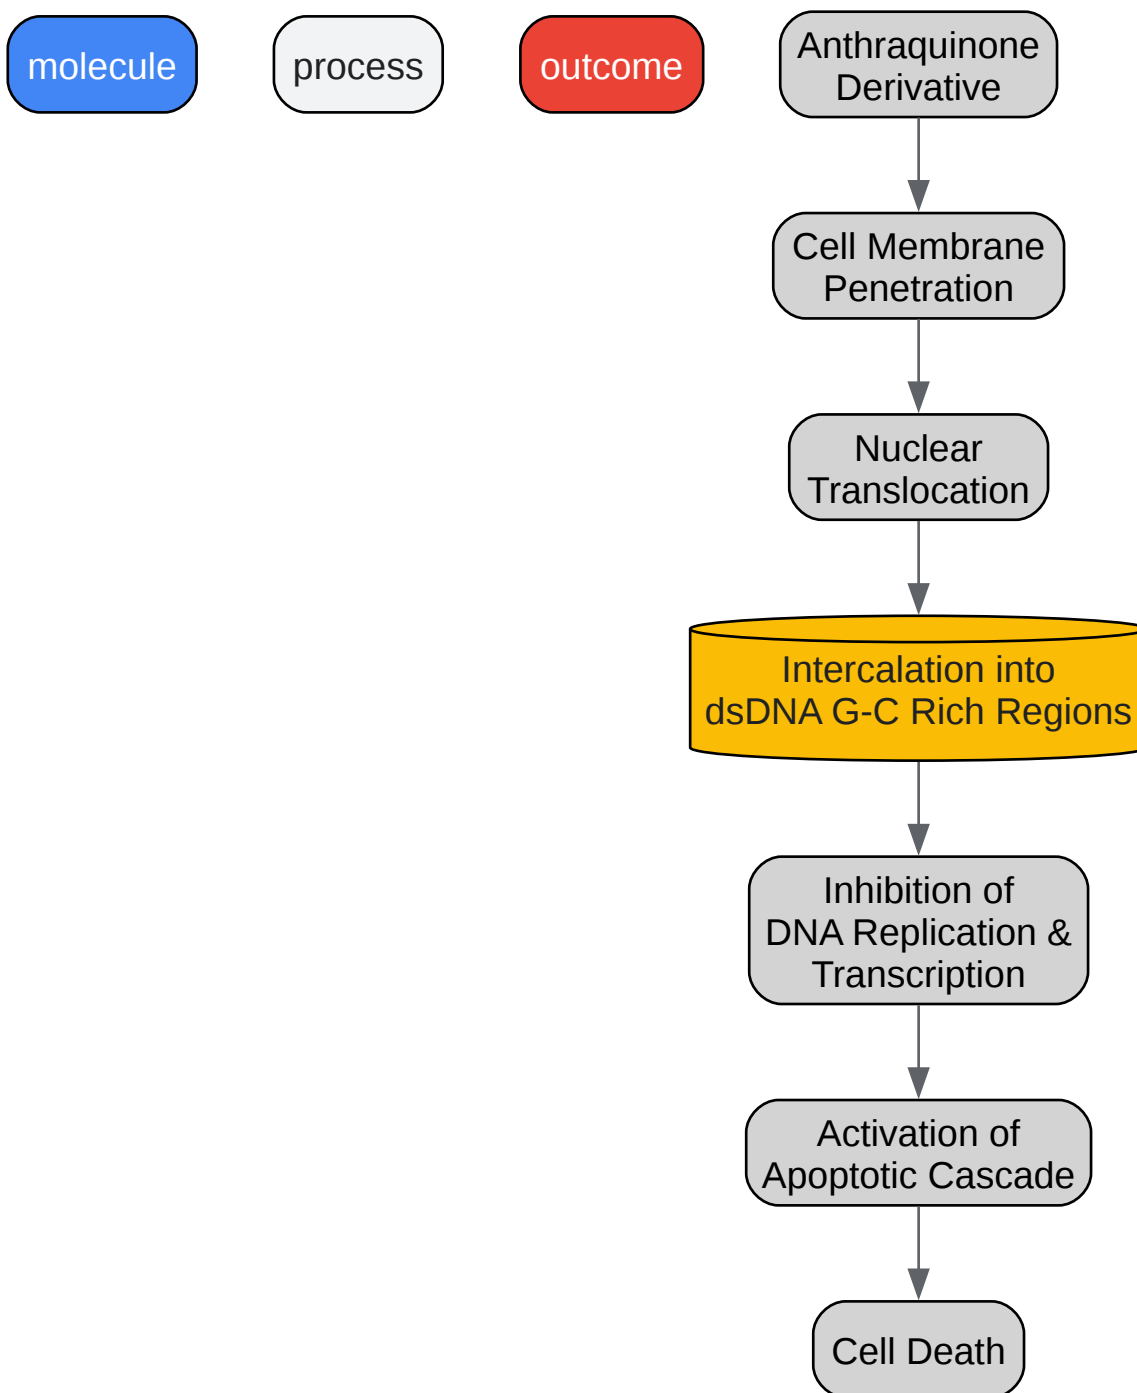 molecule
process
outcome
Anthraquinone
Derivative
Cell Membrane
Penetration
Nuclear
Translocation
Intercalation into
dsDNA G-C Rich Regions
Inhibition of
DNA Replication &
Transcription
Activation of
Apoptotic Cascade
Cell Death